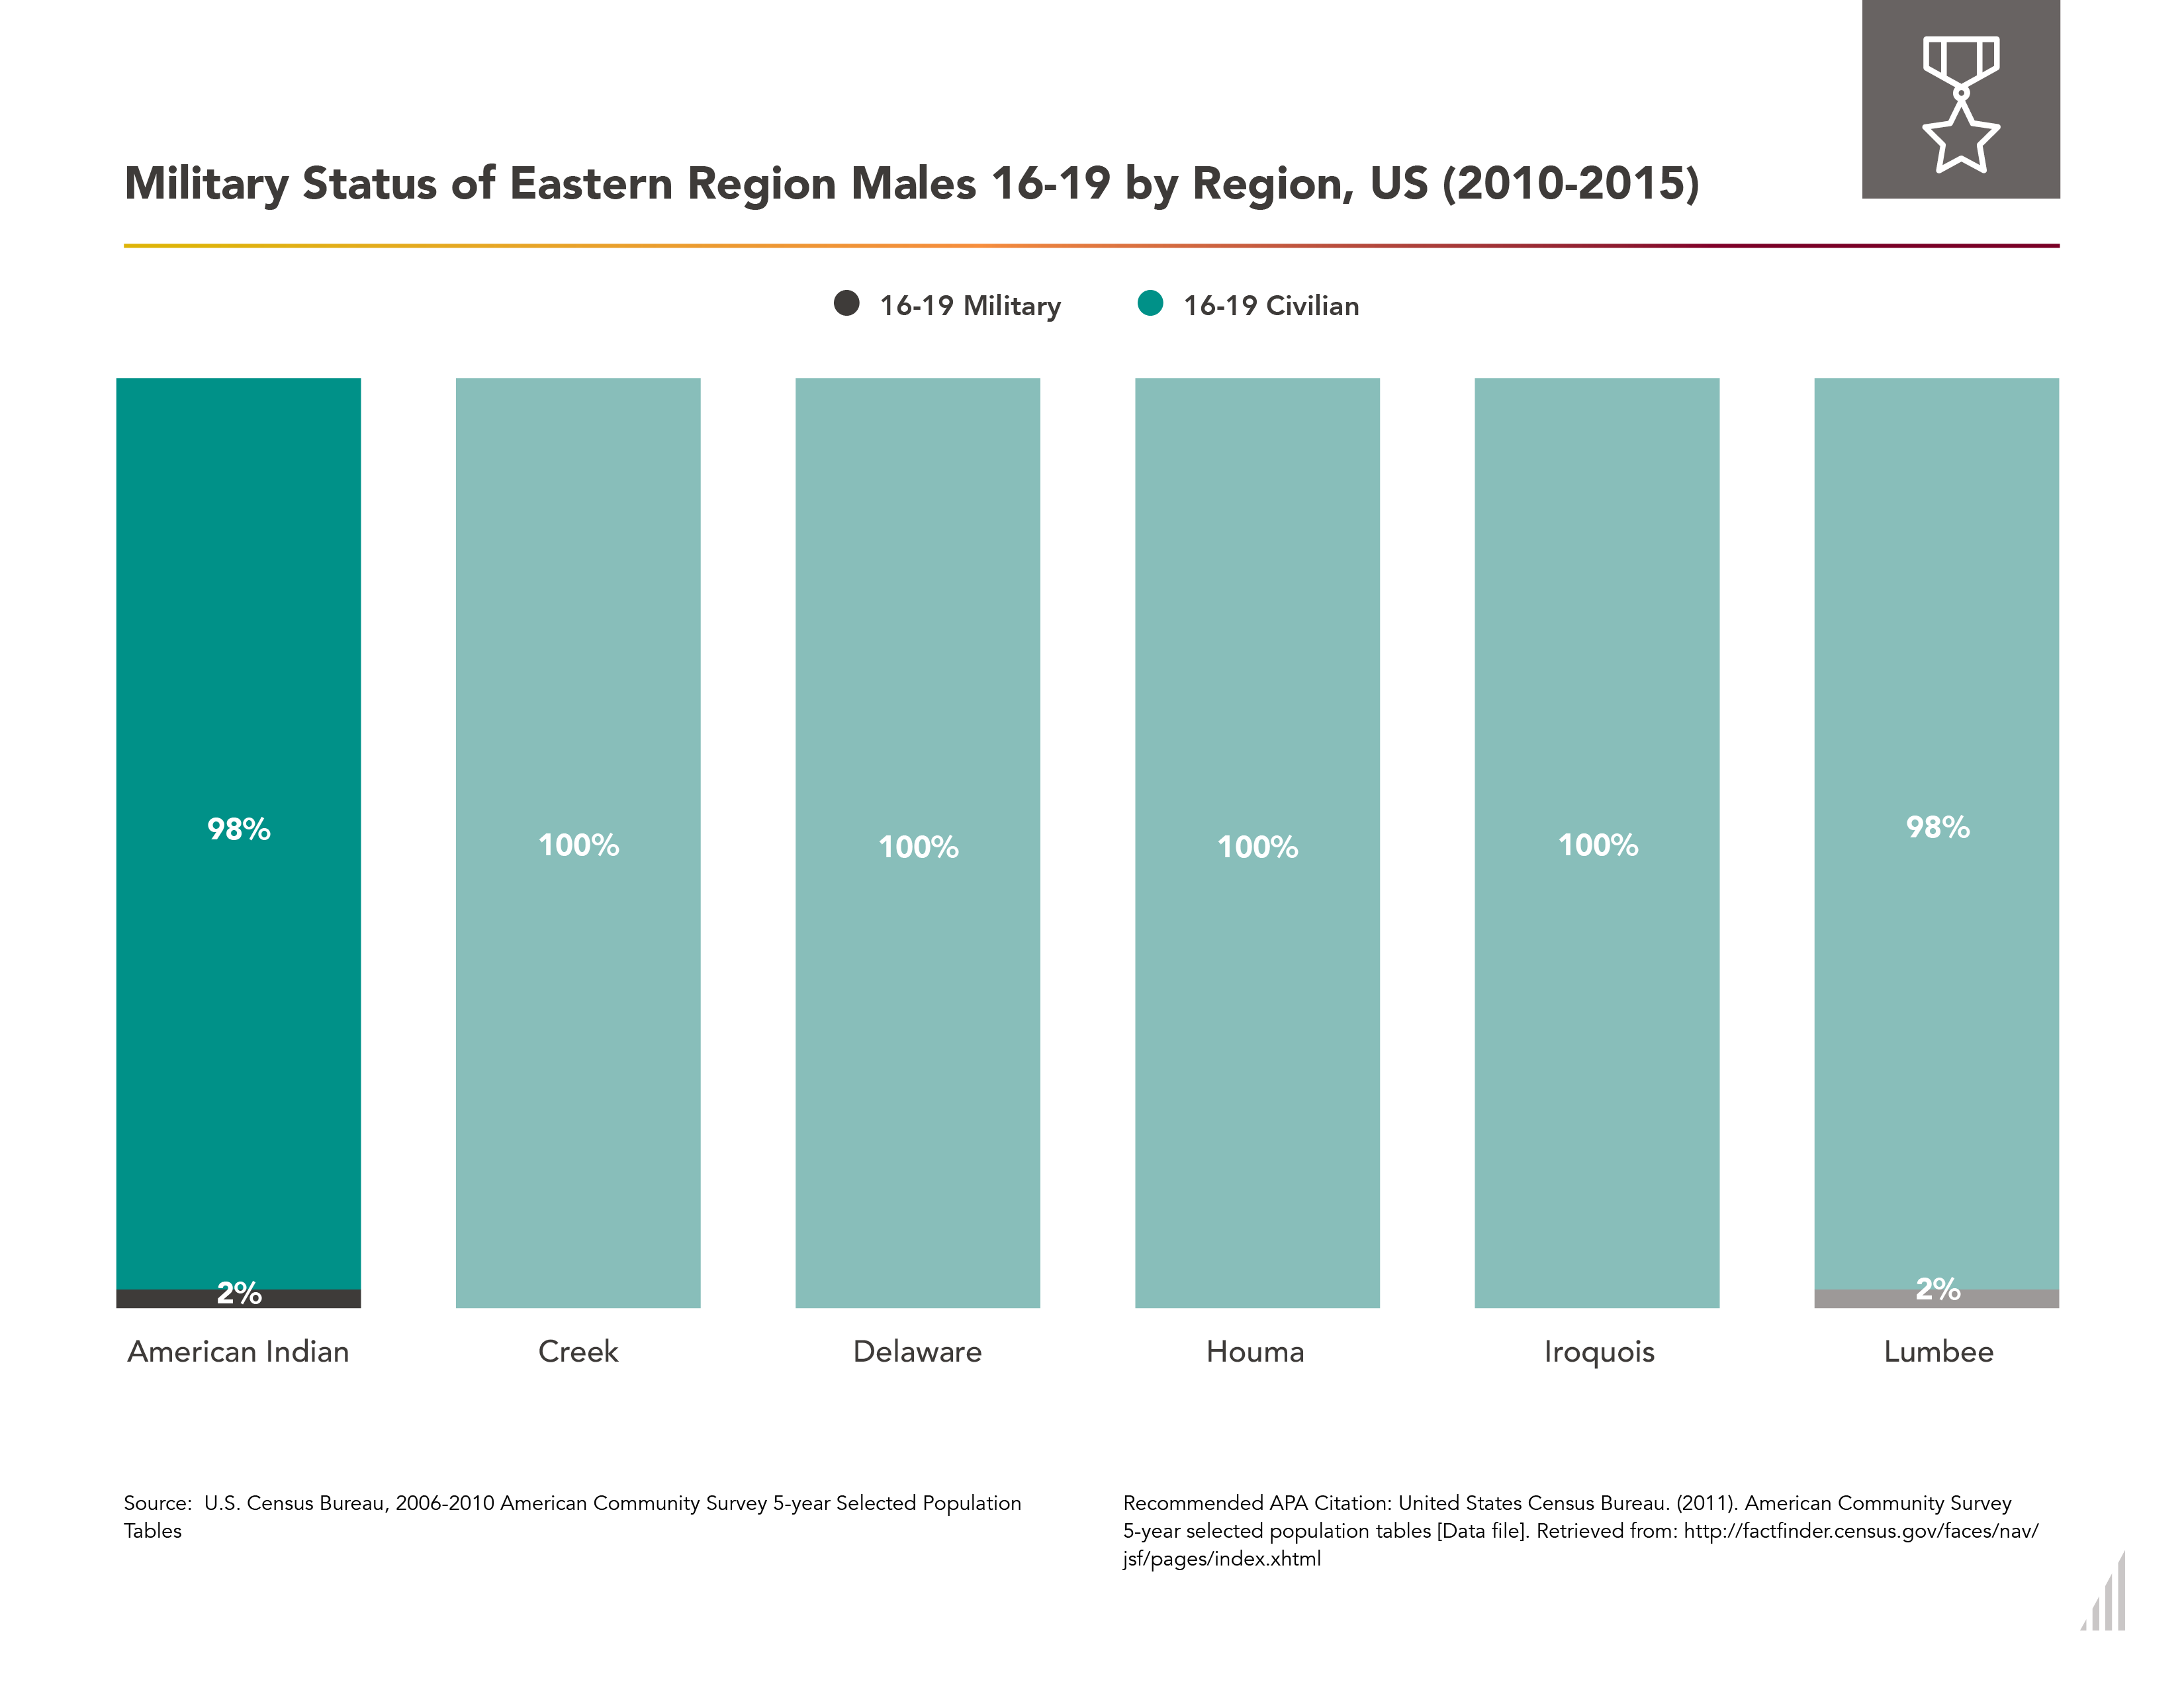 Military Status of Eastern Region Males 16-19 by Region, US (2010-2015)
16-19 Military
16-19 Civilian
98%
100%
100%
100%
100%
98%
2%
2%
American Indian
Creek
Delaware
Houma
Iroquois
Lumbee
Source:  U.S. Census Bureau, 2006-2010 American Community Survey 5-year Selected Population
Tables
Recommended APA Citation: United States Census Bureau. (2011). American Community Survey
5-year selected population tables [Data file]. Retrieved from: http://factfinder.census.gov/faces/nav/
jsf/pages/index.xhtml